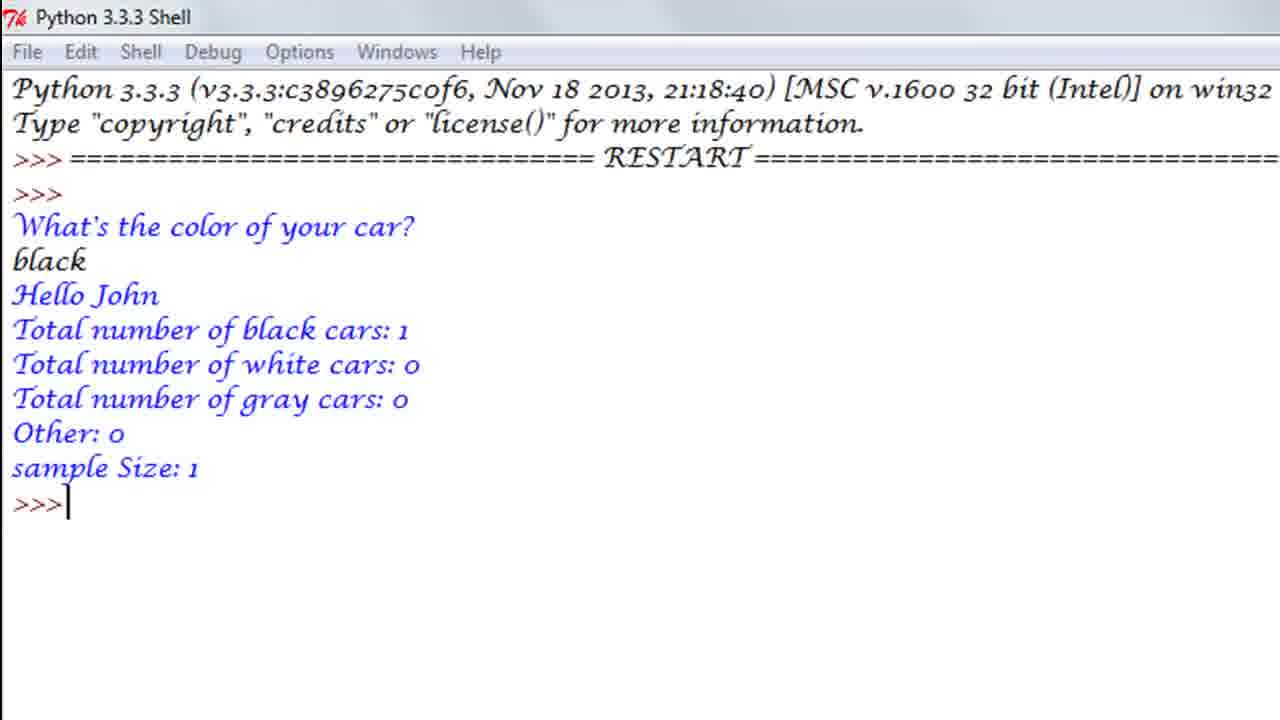 Python 3.3.3 Shell
File Edit Shell Debug Options Windows Help
Python 3.3.3 (v3.3.3:c3896275c0f6, Nov 18 2013, 21:18:40) [MSC v.1600 32 bit (Intel)] on win32
Type "copyright", "credits" or "license()" for more information.
>>> ================================ RESTART ================================
>>>
What's the color of your car?
black
Hello John
Total number of black cars: 1
Total number of white cars: 0
Total number of gray cars: 0
Other: 0
sample Size: 1
>>>